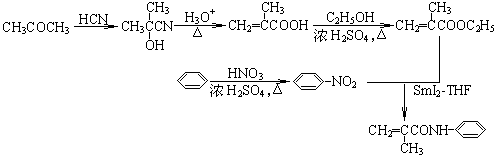 CH₃COCH₃ HCN CH₃ CH₃CCN OH H₃O⁺ △ CH₃ CH₂=CCOOH C₂H₅OH 浓H₂SO₄,△ CH₃ CH₂=CCOOC₂H₅
HNO₃ 浓H₂SO₄,△ NO₂ SmI₂-THF
CH₂=CCONH
CH₃